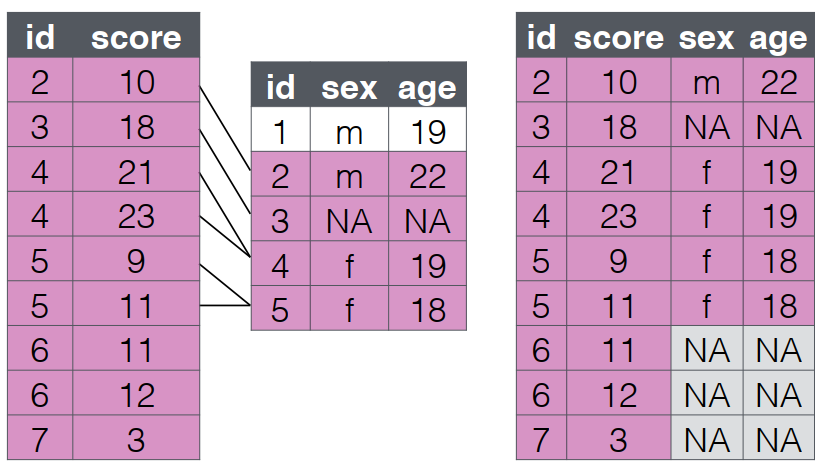 id score
2 10
3 18
4 21
4 23
5 9
5 11
6 11
6 12
7 3
id sex age
1 m 19
2 m 22
3 NA NA
4 f 19
5 f 18
id score sex age
2 10 m 22
3 18 NA NA
4 21 f 19
4 23 f 19
5 9 f 18
5 11 f 18
6 11 NA NA
6 12 NA NA
7 3 NA NA